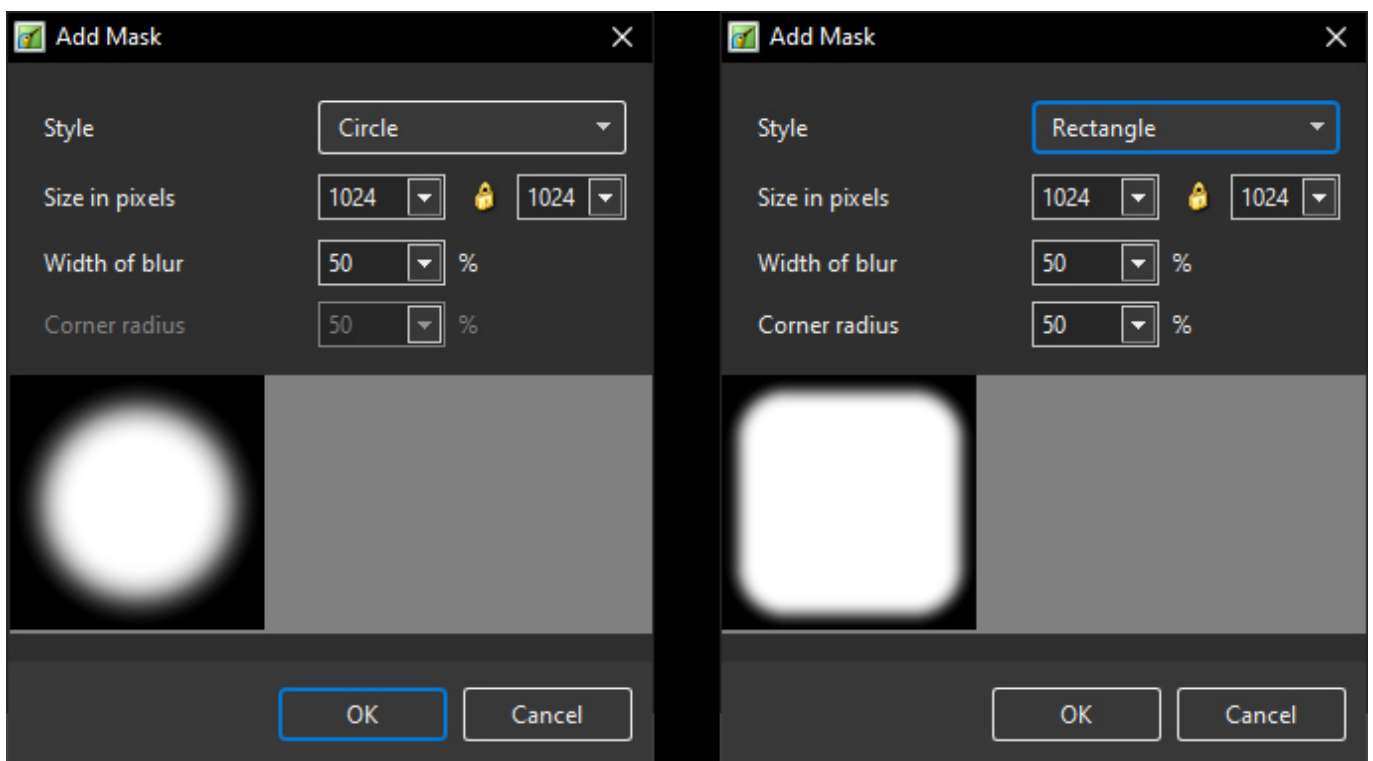 Add Mask
Style Circle
Size in pixels 1024 1024
Width of blur 50 %
Corner radius 50 %
OK Cancel
Add Mask
Style Rectangle
Size in pixels 1024 1024
Width of blur 50 %
Corner radius 50 %
OK Cancel